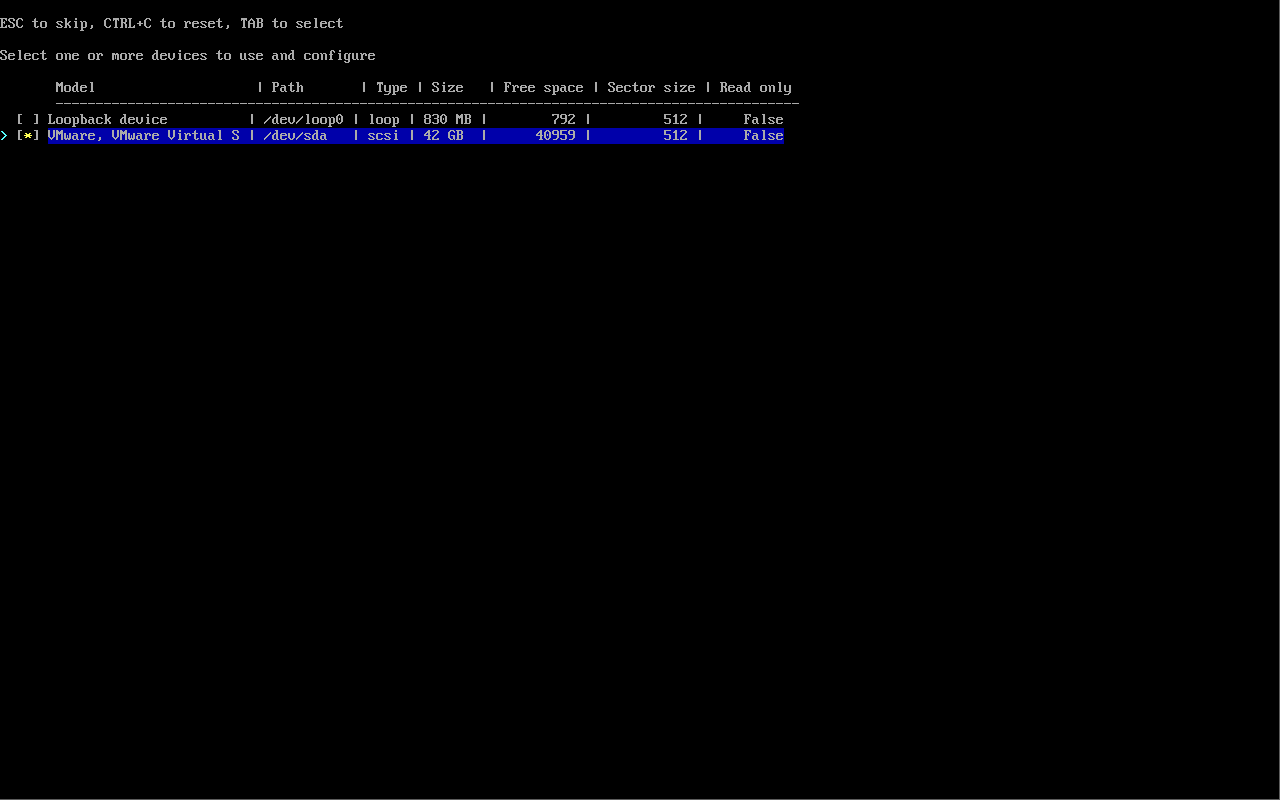 ESC to skip, CTRL+C to reset, TAB to select
Select one or more devices to use and configure
Model | Path | Type | Size | Free space | Sector size | Read only
[ ] Loopback device | /dev/loop0 | loop | 830 MB | 792 | 512 | False
> [*] VMware, VMware Virtual S | /dev/sda | scsi | 42 GB | 40959 | 512 | False